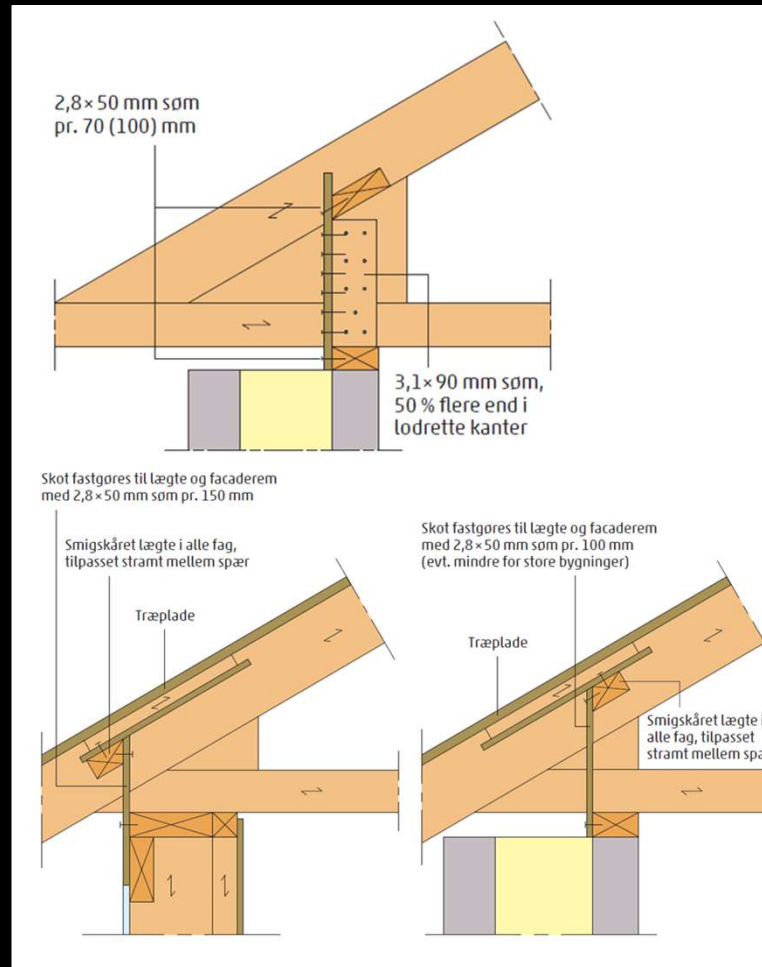 2,8×50 mm søm
pr. 70 (100) mm
3,1×90 mm søm,
50 % flere end i
lodrette kanter
Skot fastgøres til lægte og facaderem
med 2,8×50 mm søm pr. 150 mm
Smigskåret lægte i alle fag,
tilpasset stramt mellem spær
Træplade
Skot fastgøres til lægte og facaderem
med 2,8×50 mm søm pr. 100 mm
(evt. mindre for store bygninger)
Træplade
Smigskåret lægte i
alle fag, tilpasset
stramt mellem